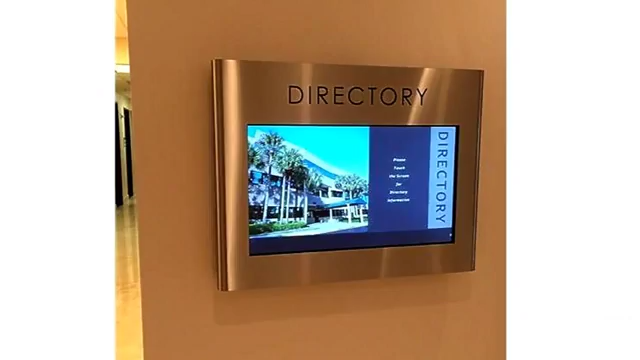 DIRECTORY
Please
Touch
the Screen
for
Directory
Information
DIRECTORY